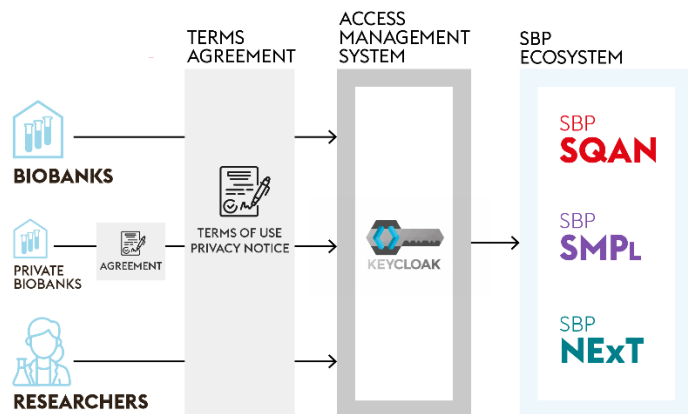 TERMS
AGREEMENT
ACCESS
MANAGEMENT
SYSTEM
SBP
ECOSYSTEM
BIOBANKS
PRIVATE
BIOBANKS
AGREEMENT
RESEARCHERS
TERMS OF USE
PRIVACY NOTICE
KEYCLOAK
SBP
SQAN
SBP
SMPL
SBP
NExT